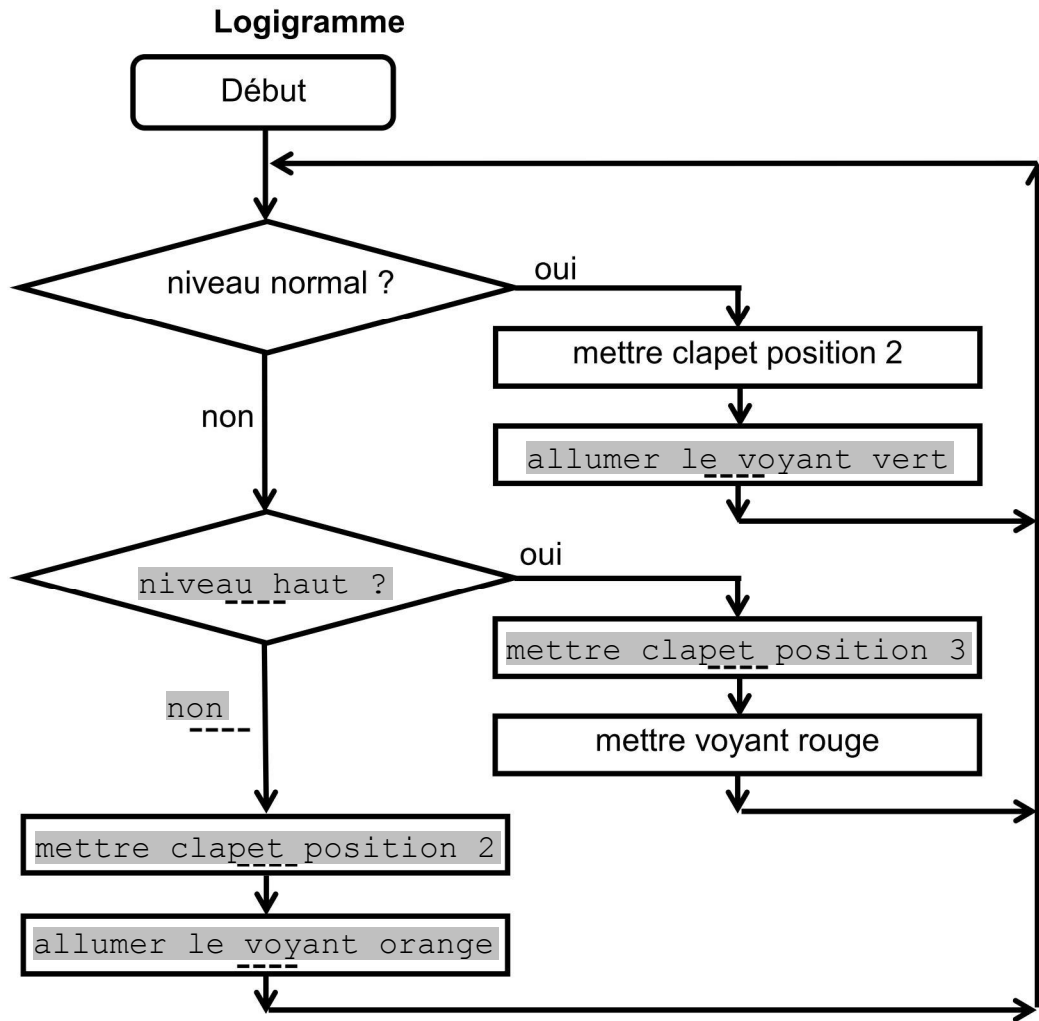 Logigramme
Début
niveau normal ?
oui
mettre clapet position 2
allumer le voyant vert
non
niveau haut ?
oui
mettre clapet position 3
mettre voyant rouge
non
mettre clapet position 2
allumer le voyant orange